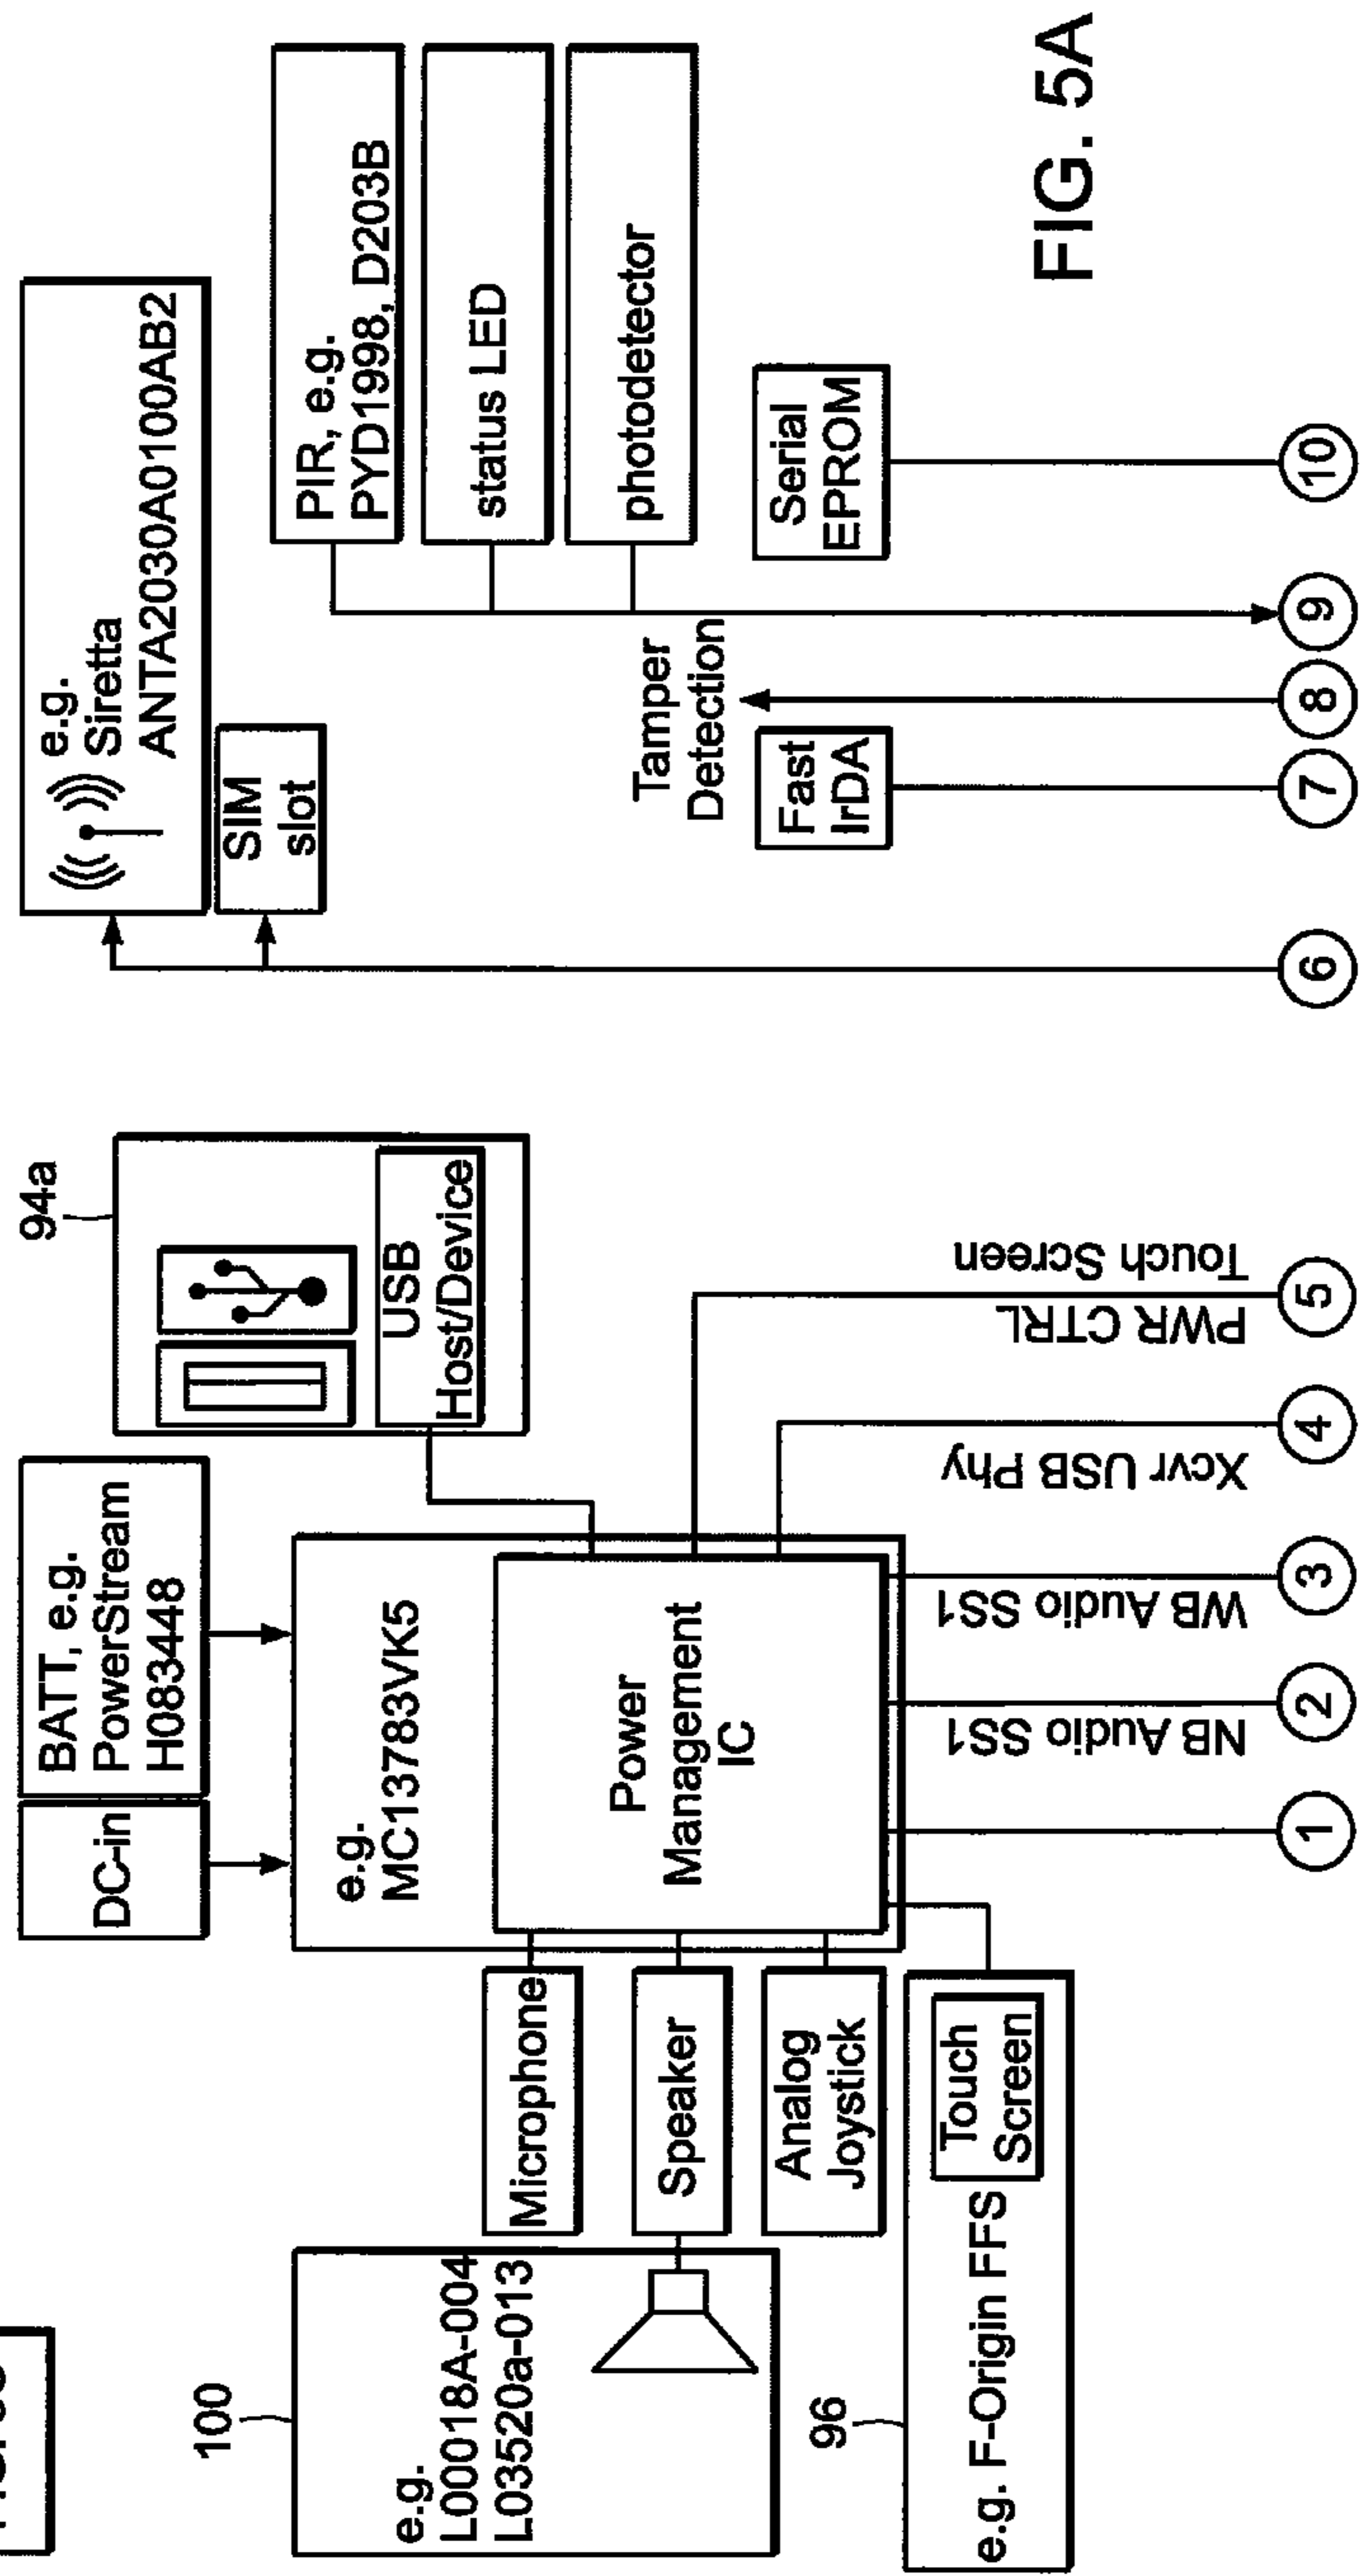 100
e.g.
L00018A-004
L03520a-013
96
e.g. F-Origin FFS
Touch
Screen
Microphone
Speaker
Analog
Joystick
DC-in
BATT, e.g.
PowerStream
H083448
e.g.
MC13783VK5
Power
Management
IC
94a
USB
Host/Device
NB Audio SS1
WB Audio SS1
Xcvr USB Phy
PWR CTRL
Touch Screen
1
2
3
4
5
e.g.
Siretta
ANTA2030A0100AB2
SIM
slot
PIR, e.g.
PYD1998, D203B
status LED
photodetector
Tamper
Detection
Fast
IrDA
Serial
EPROM
6
7
8
9
10
FIG. 5A